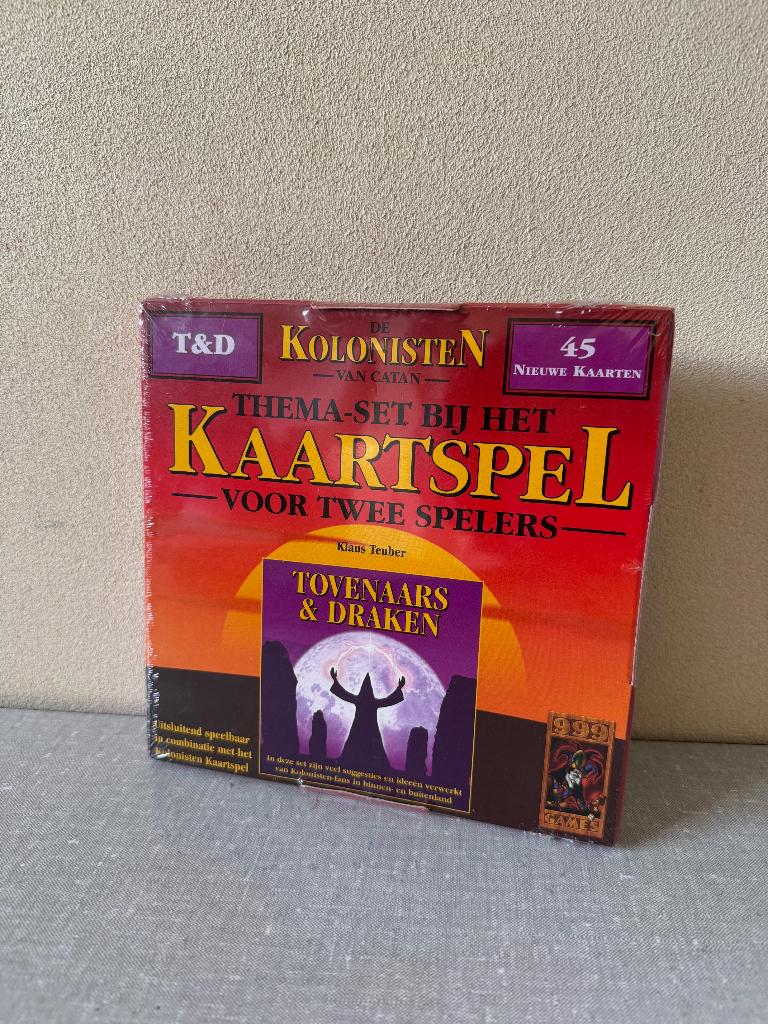 T&D
DE
KOLONISTEN
VAN CATAN
45
NIEUWE KAARTEN
THEMA-SET BIJ HET
KAARTSPEL
VOOR TWEE SPELERS
Klaus Teuber
TOVENAARS
& DRAKEN
In deze set zijn veel suggesties en ideeën verwerkt
van Kolonisten-fans in binnen- en buitenland
Uitsluitend speelbaar
in combinatie met het
Kolonisten Kaartspel
999
GAMES